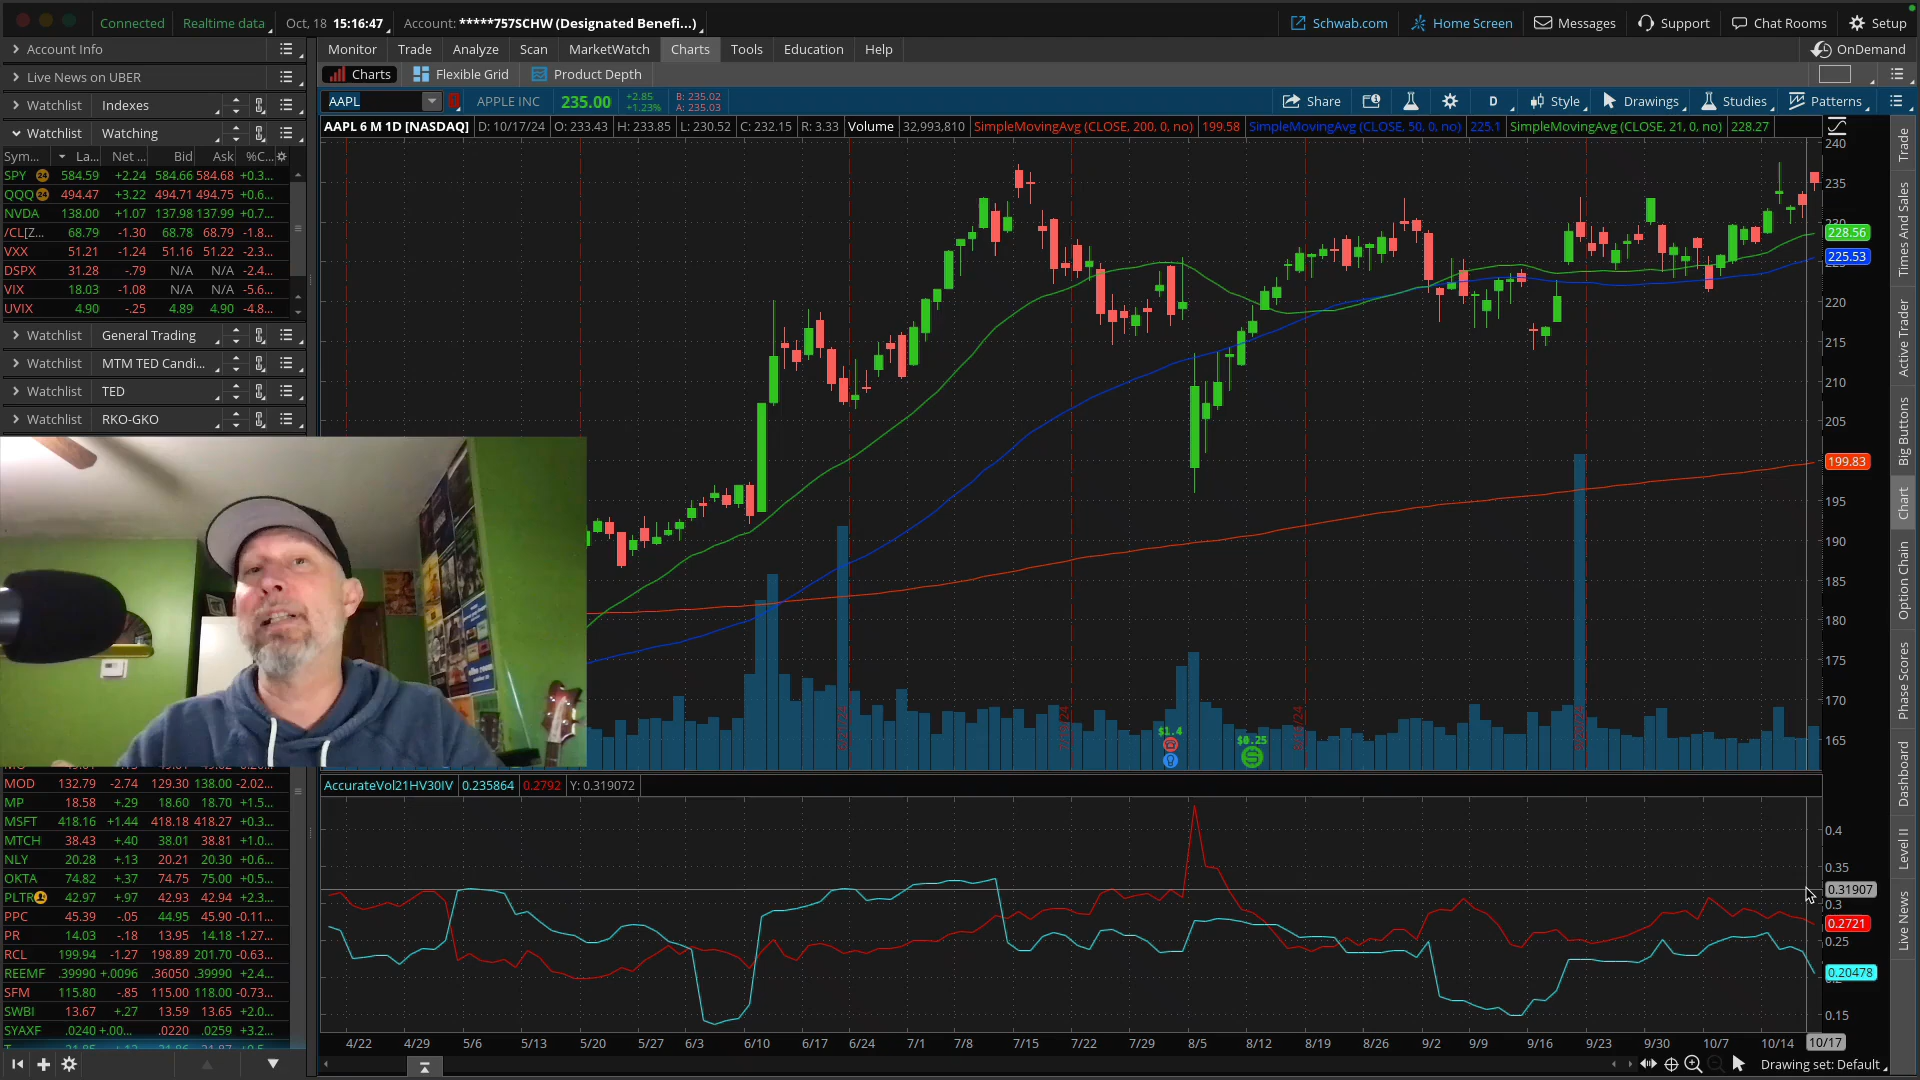 Connected Realtime data Oct, 18 15:16:47 Account: *****757SCHW (Designated Benefi...) Schwab.com Home Screen Messages Support Chat Rooms Setup
Account Info
Monitor Trade Analyze Scan MarketWatch Charts Tools Education Help OnDemand
Live News on UBER
Charts Flexible Grid Product Depth
Watchlist Indexes
AAPL APPLE INC 235.00 +2.85 +1.23% B: 235.02 A: 235.03 Share D Style Drawings Studies Patterns
Watchlist Watching
AAPL 6 M 1D [NASDAQ] D: 10/17/24 O: 233.43 H: 233.85 L: 230.52 C: 232.15 R: 3.33 Volume 32,993,810 SimpleMovingAvg (CLOSE, 200, 0, no) 199.58 SimpleMovingAvg (CLOSE, 50, 0, no) 225.1 SimpleMovingAvg (CLOSE, 21, 0, no) 228.27
Sym... La... Net ... Bid Ask %C...
SPY 24 584.59 +2.24 584.66 584.68 +0.3...
QQQ 24 494.47 +3.22 494.71 494.75 +0.6...
NVDA 138.00 +1.07 137.98 137.99 +0.7...
/CL[Z... 68.79 -1.30 68.78 68.79 -1.8...
VXX 51.21 -1.24 51.16 51.22 -2.3...
DSPX 31.28 -.79 N/A N/A -2.4...
VIX 18.03 -1.08 N/A N/A -5.6...
UVIX 4.90 -.25 4.89 4.90 -4.8...
Watchlist General Trading
Watchlist MTM TED Candi...
Watchlist TED
Watchlist RKO-GKO
240
235
230
228.56
225.53
220
215
210
205
199.83
195
190
185
180
175
170
165
$1.4
$0.25
MOD 132.79 -2.74 129.30 138.00 -2.02...
MP 18.58 +.29 18.60 18.70 +1.5...
MSFT 418.16 +1.44 418.18 418.27 +0.3...
MTCH 38.43 +.40 38.01 38.81 +1.0...
NLY 20.28 +.13 20.21 20.30 +0.6...
OKTA 74.82 +.37 74.75 75.00 +0.5...
PLTR 42.97 +.97 42.93 42.94 +2.3...
PPC 45.39 -.05 44.95 45.90 -0.11...
PR 14.03 -.18 13.95 14.18 -1.27...
RCL 199.94 -1.27 198.89 201.70 -0.63...
REEMF .39990 +.0096 .36050 .39990 +2.4...
SFM 115.80 -.85 115.00 118.00 -0.73...
SWBI 13.67 +.27 13.59 13.65 +2.0...
SYAXF .0240 +.00... .0220 .0259 +3.2...
AccurateVol21HV30IV 0.235864 0.2792 Y: 0.319072
0.4
0.35
0.31907
0.3
0.2721
0.25
0.20478
0.15
4/22 4/29 5/6 5/13 5/20 5/27 6/3 6/10 6/17 6/24 7/1 7/8 7/15 7/22 7/29 8/5 8/12 8/19 8/26 9/2 9/9 9/16 9/23 9/30 10/7 10/14 10/17
Drawing set: Default
Trade
Times And Sales
Active Trader
Big Buttons
Chart
Option Chain
Phase Scores
Dashboard
Level II
Live News